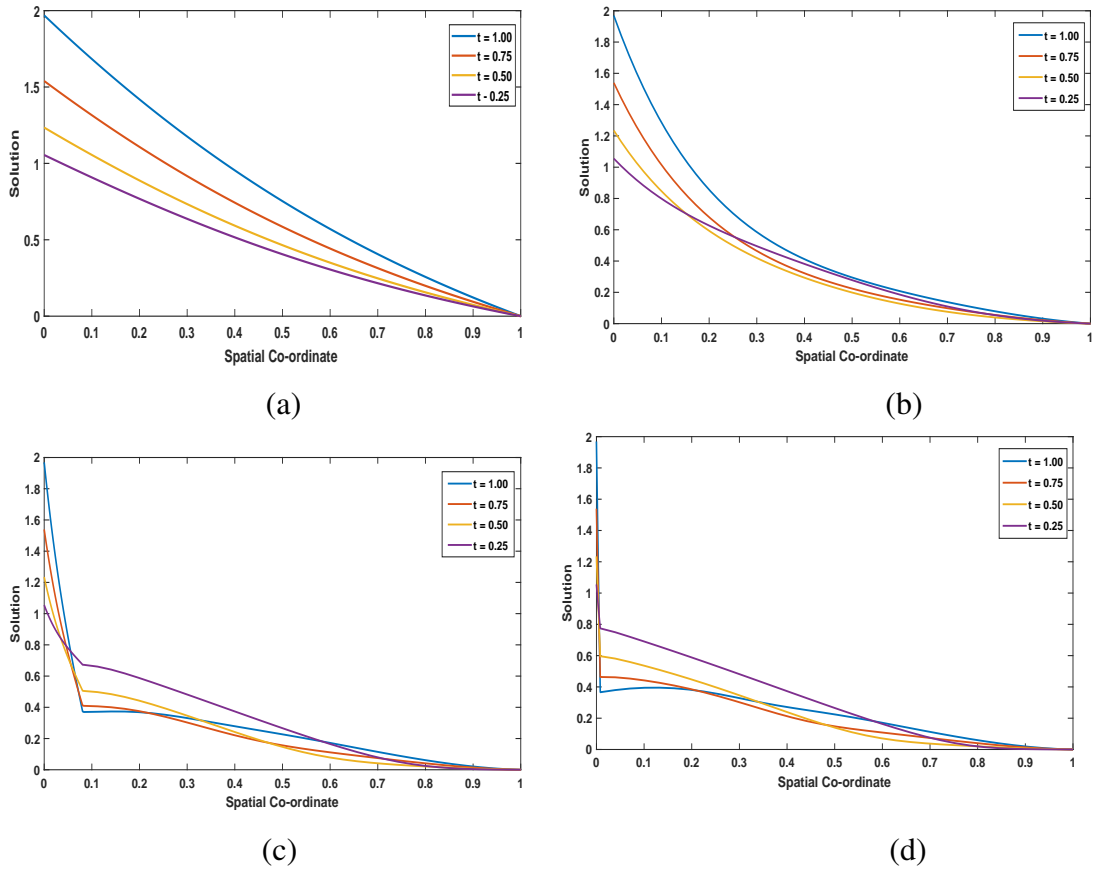 2
1.5
1
0.5
0
Solution
0.1 0.2 0.3 0.4 0.5 0.6 0.7 0.8 0.9 1
Spatial Co-ordinate
t = 1.00
t = 0.75
t = 0.50
t - 0.25
(a)
2
1.8
1.6
1.4
1.2
1
0.8
0.6
0.4
0.2
0
Solution
0 0.1 0.2 0.3 0.4 0.5 0.6 0.7 0.8 0.9 1
Spatial Co-ordinate
t = 1.00
t = 0.75
t = 0.50
t = 0.25
(b)
2
1.8
1.6
1.4
1.2
1
0.8
0.6
0.4
0.2
0
Solution
0 0.1 0.2 0.3 0.4 0.5 0.6 0.7 0.8 0.9 1
Spatial Co-ordinate
t = 1.00
t = 0.75
t = 0.50
t = 0.25
(c)
2
1.8
1.6
1.4
1.2
1
0.8
0.6
0.4
0.2
0
Solution
0 0.1 0.2 0.3 0.4 0.5 0.6 0.7 0.8 0.9 1
Spatial Co-ordinate
t = 1.00
t = 0.75
t = 0.50
t = 0.25
(d)